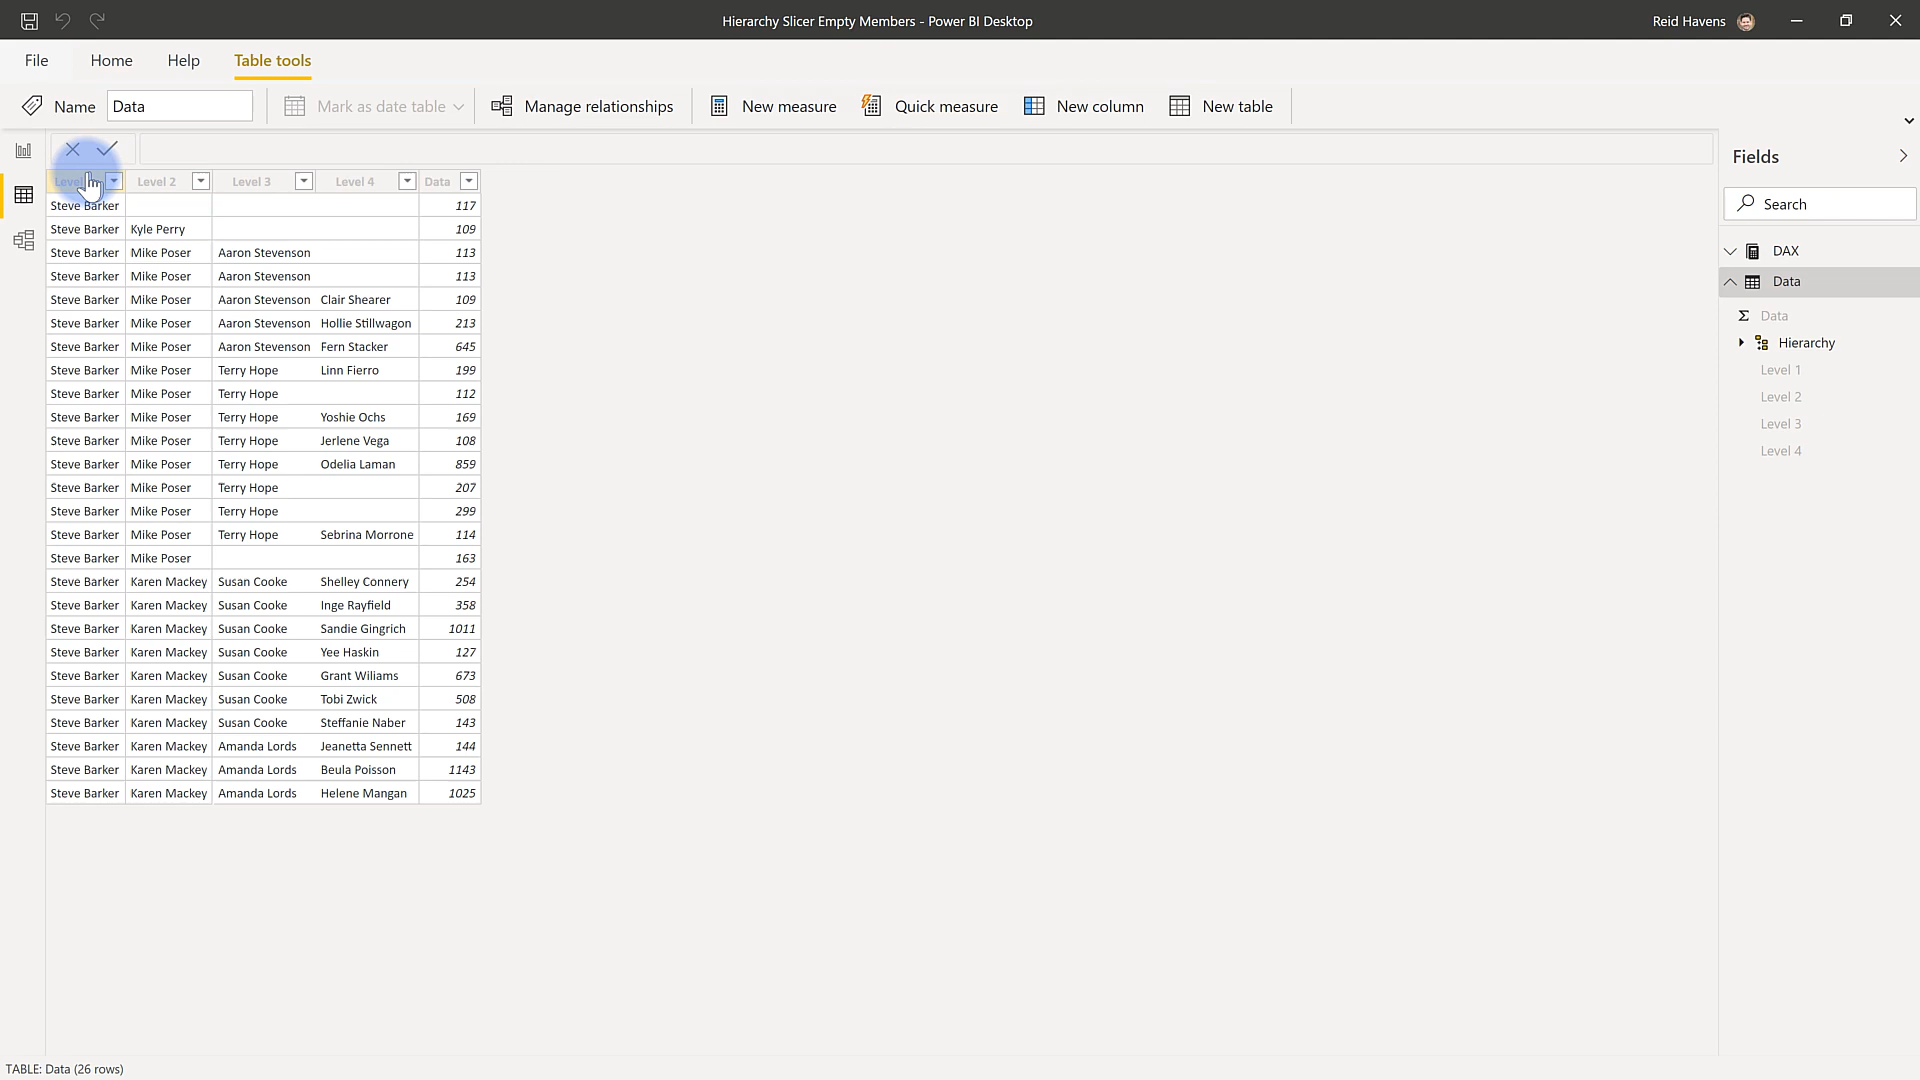 Hierarchy Slicer Empty Members - Power BI Desktop
Reid Havens
File Home Help Table tools
Name Data Mark as date table Manage relationships New measure Quick measure New column New table
Level Level 2 Level 3 Level 4 Data
Steve Barker 117
Steve Barker Kyle Perry 109
Steve Barker Mike Poser Aaron Stevenson 113
Steve Barker Mike Poser Aaron Stevenson 113
Steve Barker Mike Poser Aaron Stevenson Clair Shearer 109
Steve Barker Mike Poser Aaron Stevenson Hollie Stillwagon 213
Steve Barker Mike Poser Aaron Stevenson Fern Stacker 645
Steve Barker Mike Poser Terry Hope Linn Fierro 199
Steve Barker Mike Poser Terry Hope 112
Steve Barker Mike Poser Terry Hope Yoshie Ochs 169
Steve Barker Mike Poser Terry Hope Jerlene Vega 108
Steve Barker Mike Poser Terry Hope Odelia Laman 859
Steve Barker Mike Poser Terry Hope 207
Steve Barker Mike Poser Terry Hope 299
Steve Barker Mike Poser Terry Hope Sebrina Morrone 114
Steve Barker Mike Poser 163
Steve Barker Karen Mackey Susan Cooke Shelley Connery 254
Steve Barker Karen Mackey Susan Cooke Inge Rayfield 358
Steve Barker Karen Mackey Susan Cooke Sandie Gingrich 1011
Steve Barker Karen Mackey Susan Cooke Yee Haskin 127
Steve Barker Karen Mackey Susan Cooke Grant Wiliams 673
Steve Barker Karen Mackey Susan Cooke Tobi Zwick 508
Steve Barker Karen Mackey Susan Cooke Steffanie Naber 143
Steve Barker Karen Mackey Amanda Lords Jeanetta Sennett 144
Steve Barker Karen Mackey Amanda Lords Beula Poisson 1143
Steve Barker Karen Mackey Amanda Lords Helene Mangan 1025
Fields
Search
DAX
Data
Data
Hierarchy
Level 1
Level 2
Level 3
Level 4
TABLE: Data (26 rows)